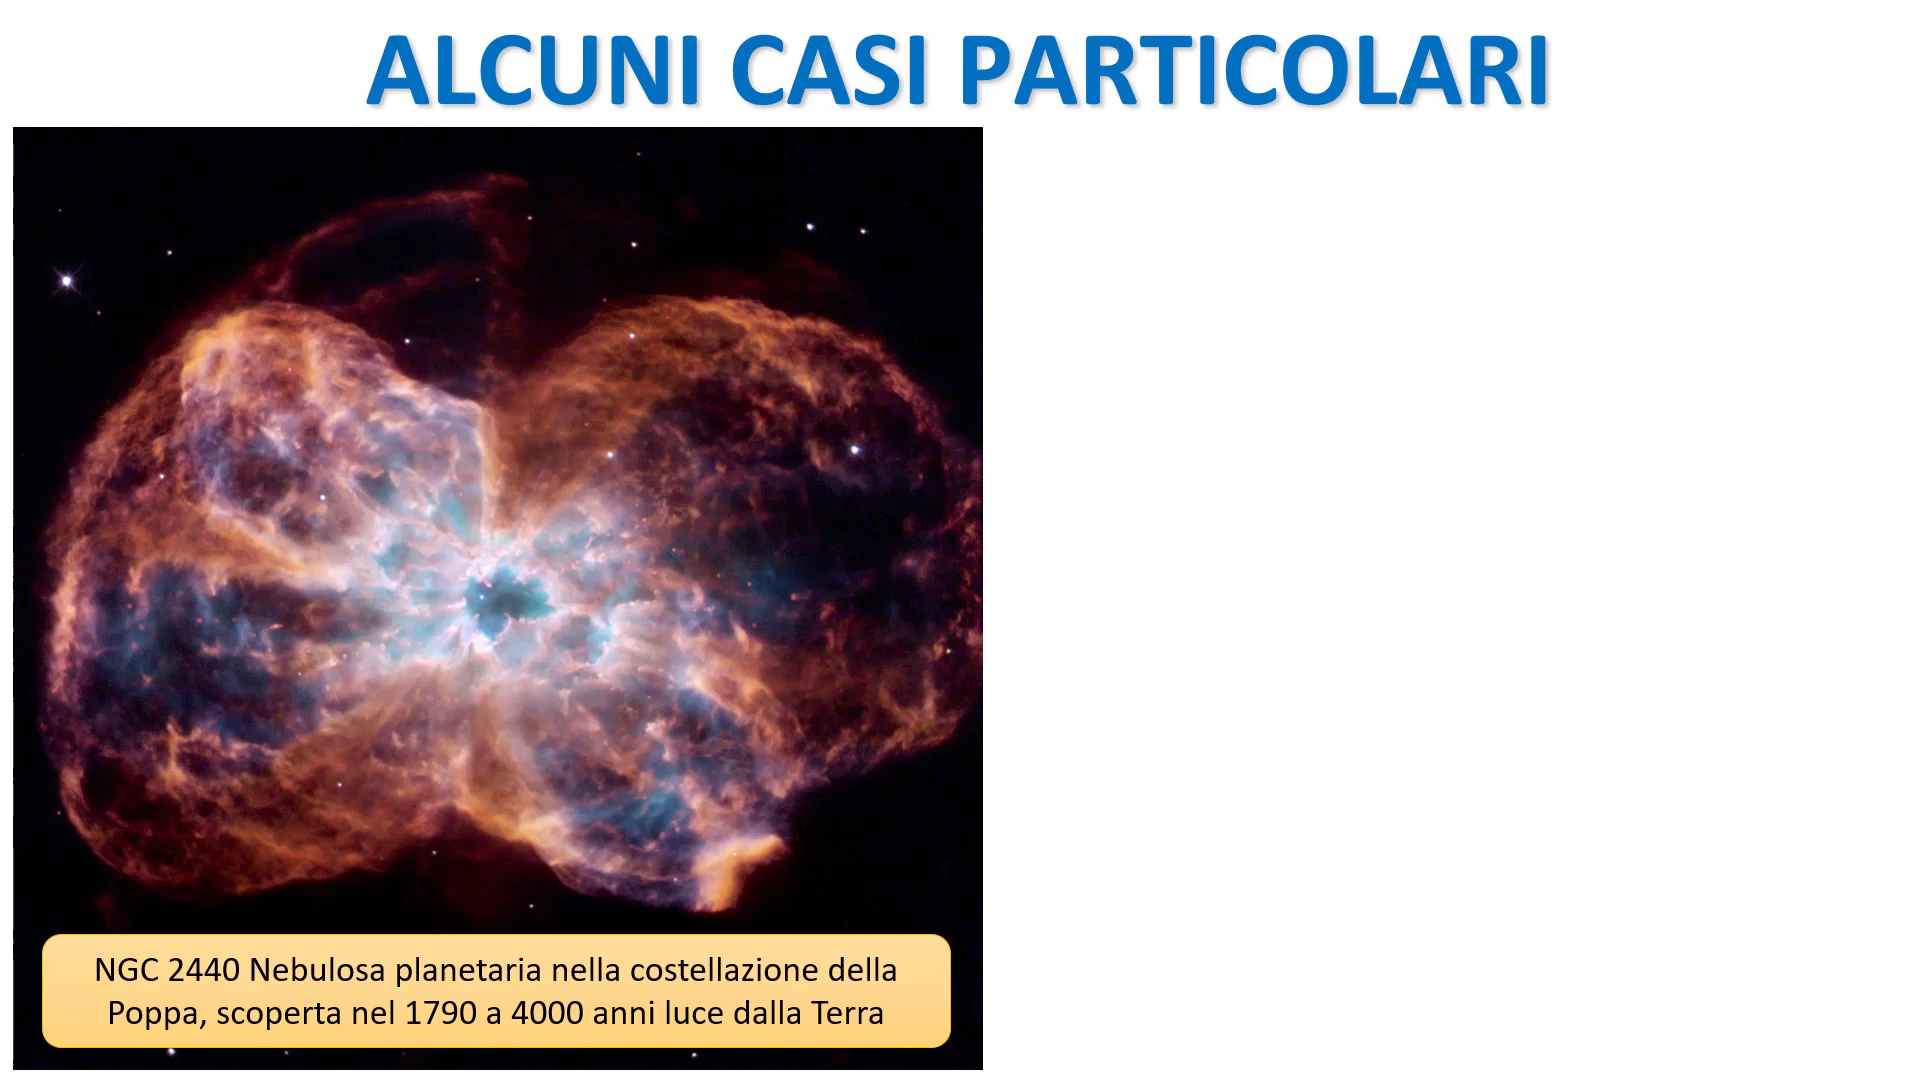 ALCUNI CASI PARTICOLARI
NGC 2440 Nebulosa planetaria nella costellazione della
Poppa, scoperta nel 1790 a 4000 anni luce dalla Terra